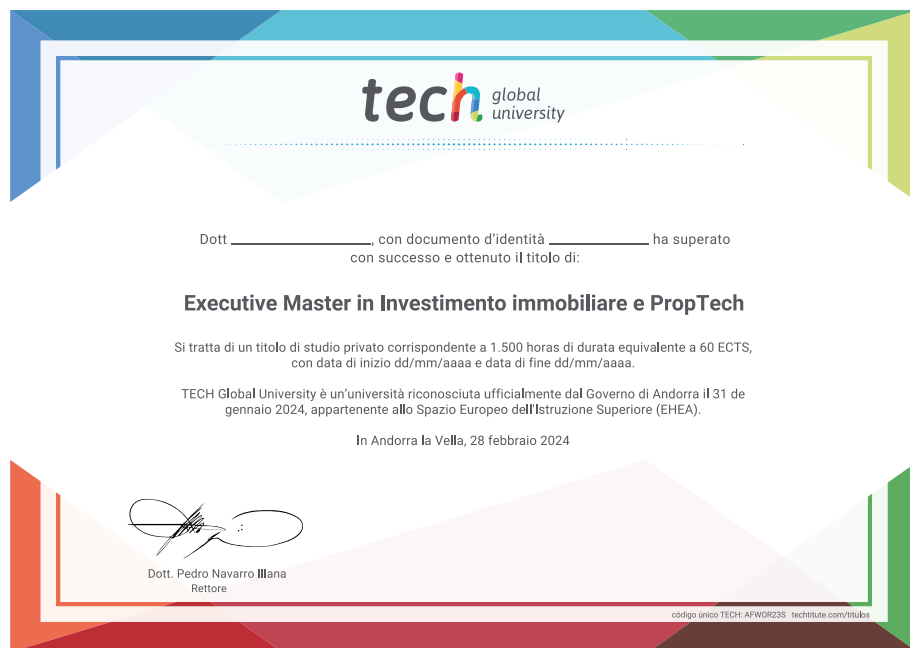 tech global
university
Dott ____________, con documento d'identità ____________ ha superato
con successo e ottenuto il titolo di:
Executive Master in Investimento immobiliare e PropTech
Si tratta di un titolo di studio privato corrispondente a 1.500 horas di durata equivalente a 60 ECTS,
con data di inizio dd/mm/aaaa e data di fine dd/mm/aaaa.
TECH Global University è un'università riconosciuta ufficialmente dal Governo di Andorra il 31 de
gennaio 2024, appartenente allo Spazio Europeo dell'Istruzione Superiore (EHEA).
In Andorra la Vella, 28 febbraio 2024
Dott. Pedro Navarro Illana
Rettore
código único TECH: AFWOR23S techtitute.com/titulos